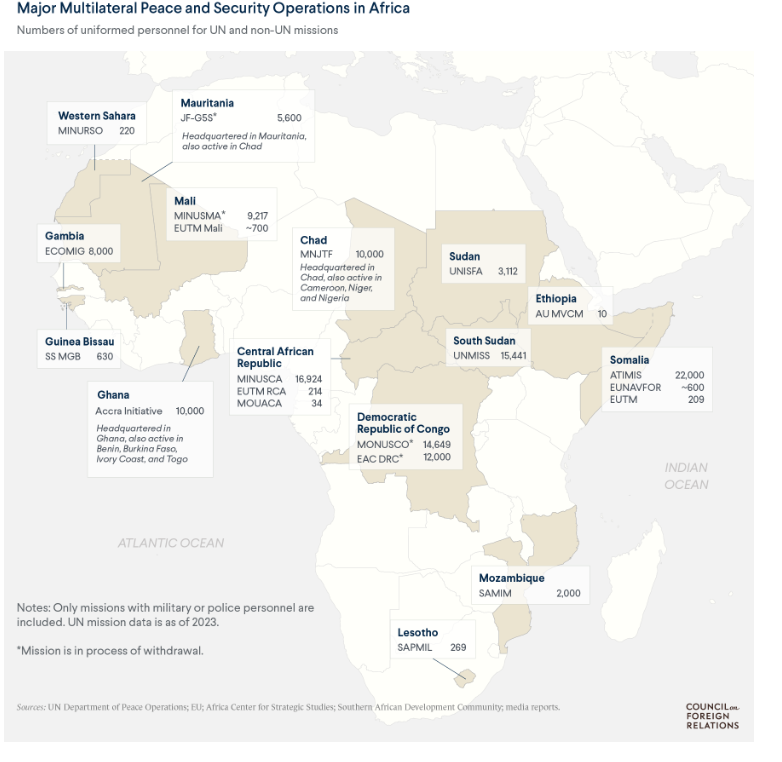 Major Multilateral Peace and Security Operations in Africa
Numbers of uniformed personnel for UN and non-UN missions
Mauritania
JF-G5S* 5,600
Headquartered in Mauritania,
also active in Chad
Western Sahara
MINURSO 220
Mali
MINUSMA* 9,217
EUTM Mali ~700
Gambia
ECOMIG 8,000
Chad
MNJTF 10,000
Headquartered in
Chad, also active in
Cameroon, Niger,
and Nigeria
Sudan
UNISFA 3,112
Ethiopia
AU MVCM 10
Guinea Bissau
SS MGB 630
Central African
Republic
MINUSCA 16,924
EUTM RCA 214
MOUACA 34
South Sudan
UNMISS 15,441
Somalia
ATIMIS 22,000
EUNAVFOR ~600
EUTM 209
Ghana
Accra Initiative 10,000
Headquartered in
Ghana, also active in
Benin, Burkina Faso,
Ivory Coast, and Togo
Democratic
Republic of Congo
MONUSCO* 14,649
EAC DRC* 12,000
INDIAN
OCEAN
ATLANTIC OCEAN
Mozambique
SAMIM 2,000
Notes: Only missions with military or police personnel are
included. UN mission data is as of 2023.
*Mission is in process of withdrawal.
Lesotho
SAPMIL 269
Sources: UN Department of Peace Operations; EU; Africa Center for Strategic Studies; Southern African Development Community; media reports.
COUNCIL on
FOREIGN
RELATIONS